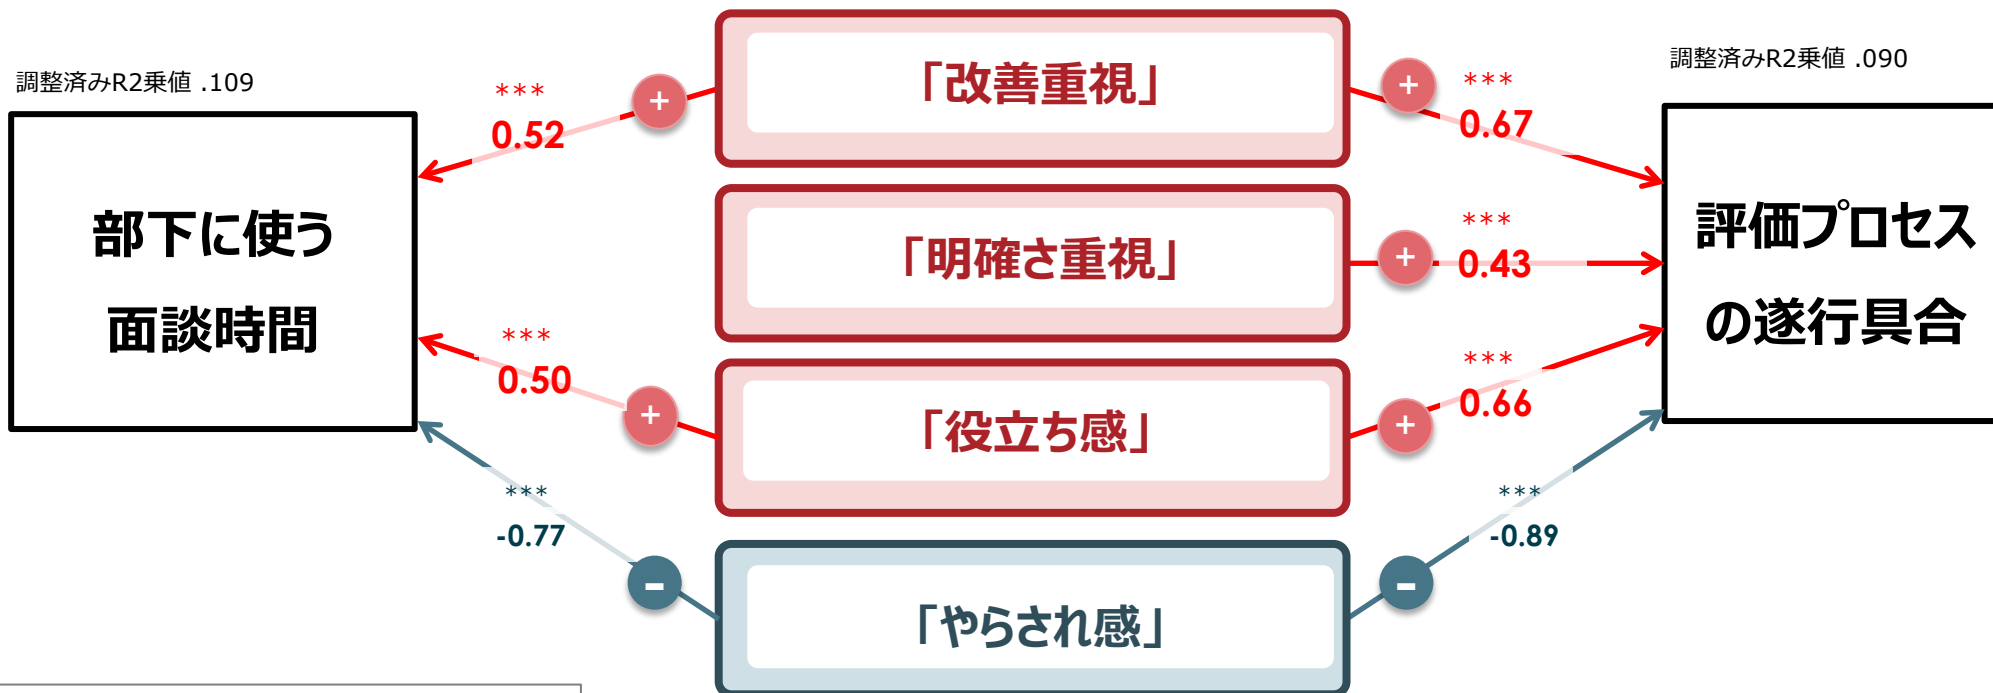 調整済みR2乗値 .109
部下に使う
面談時間
***
0.52
+
***
0.50
+
***
-0.77
-
「改善重視」
「明確さ重視」
「役立ち感」
「やらされ感」
+
***
0.67
+
***
0.43
+
***
0.66
-
***
-0.89
調整済みR2乗値 .090
評価プロセス
の遂行具合